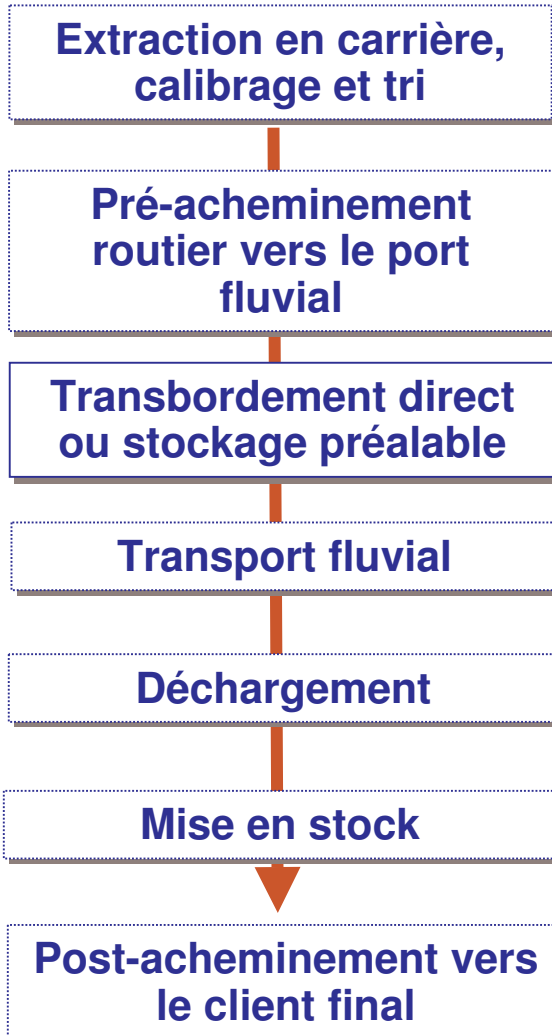 Extraction en carrière,
calibrage et tri
Pré-acheminement
routier vers le port
fluvial
Transbordement direct
ou stockage préalable
Transport fluvial
Déchargement
Mise en stock
Post-acheminement vers
le client final